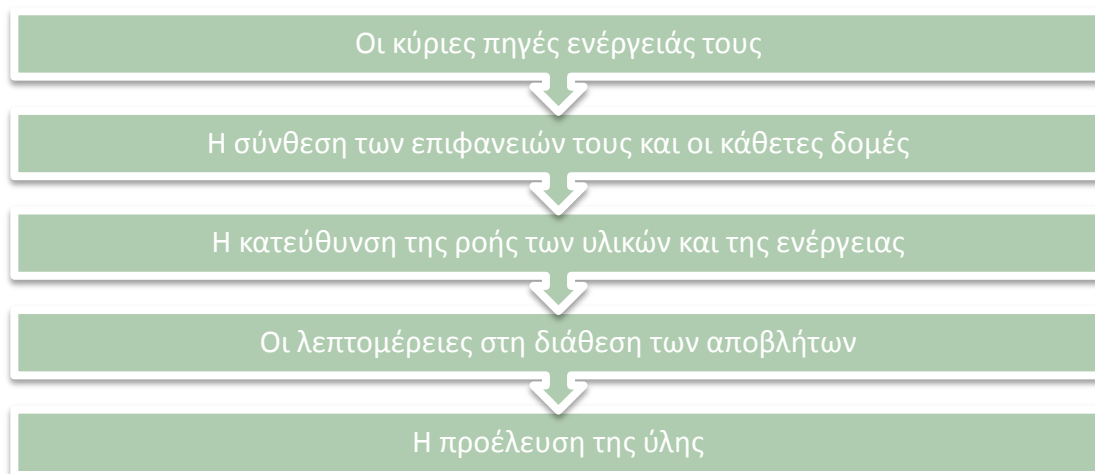 Οι κύριες πηγές ενέργειάς τους
Η σύνθεση των επιφανειών τους και οι κάθετες δομές
Η κατεύθυνση της ροής των υλικών και της ενέργειας
Οι λεπτομέρειες στη διάθεση των αποβλήτων
Η προέλευση της ύλης